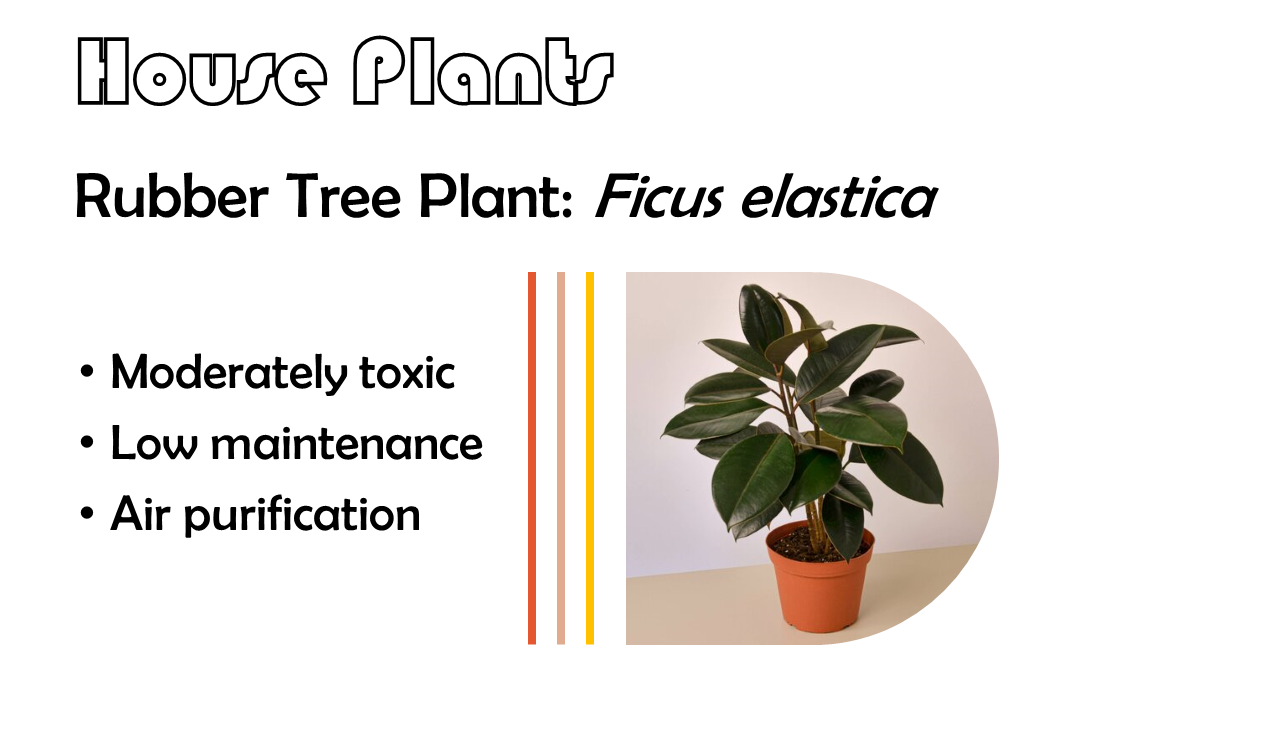 House Plants
Rubber Tree Plant: Ficus elastica
• Moderately toxic
• Low maintenance
• Air purification